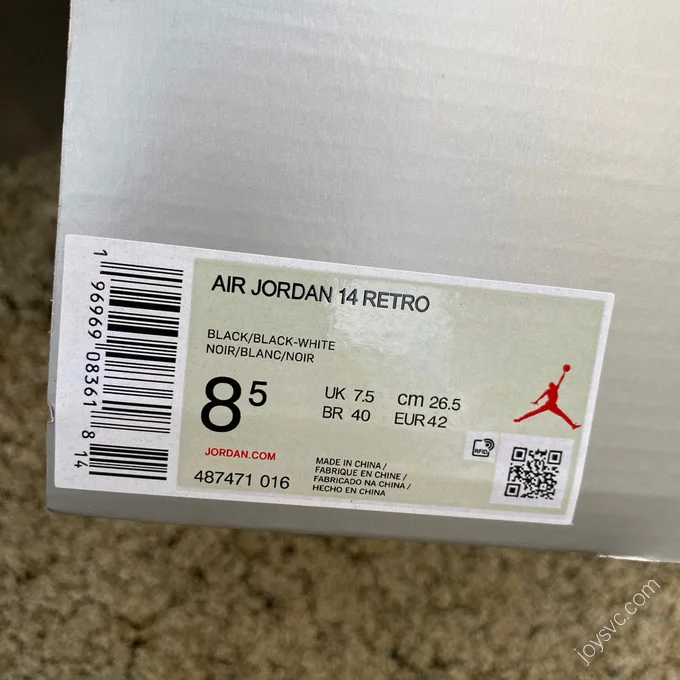 AIR JORDAN 14 RETRO
BLACK/BLACK-WHITE
NOIR/BLANC/NOIR
8 5
UK 7.5 cm 26.5
BR 40 EUR 42
JORDAN.COM
487471 016
MADE IN CHINA /
FABRIQUE EN CHINE /
FABRICADO NA CHINA /
HECHO EN CHINA
RFID
1 96969 08361 8 14
joysvc.com